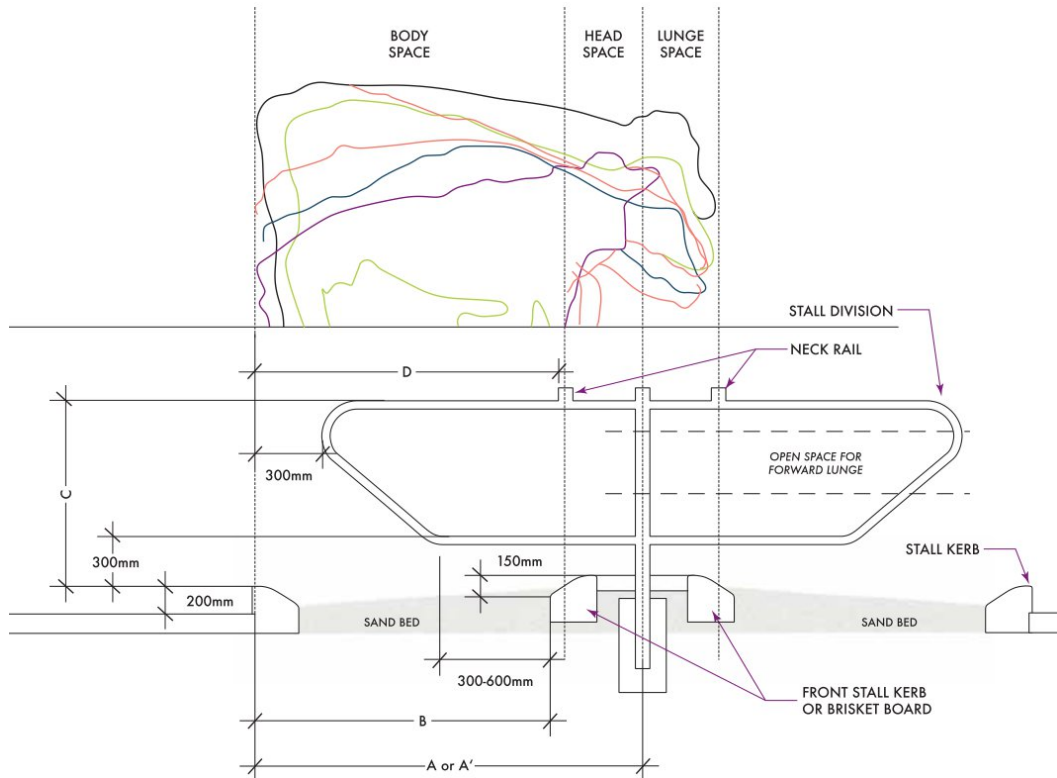 BODY
SPACE
HEAD
SPACE
LUNGE
SPACE
STALL DIVISION
NECK RAIL
D
OPEN SPACE FOR
FORWARD LUNGE
300mm
C
STALL KERB
150mm
300mm
200mm
SAND BED
SAND BED
300-600mm
FRONT STALL KERB
OR BRISKET BOARD
B
A or A'